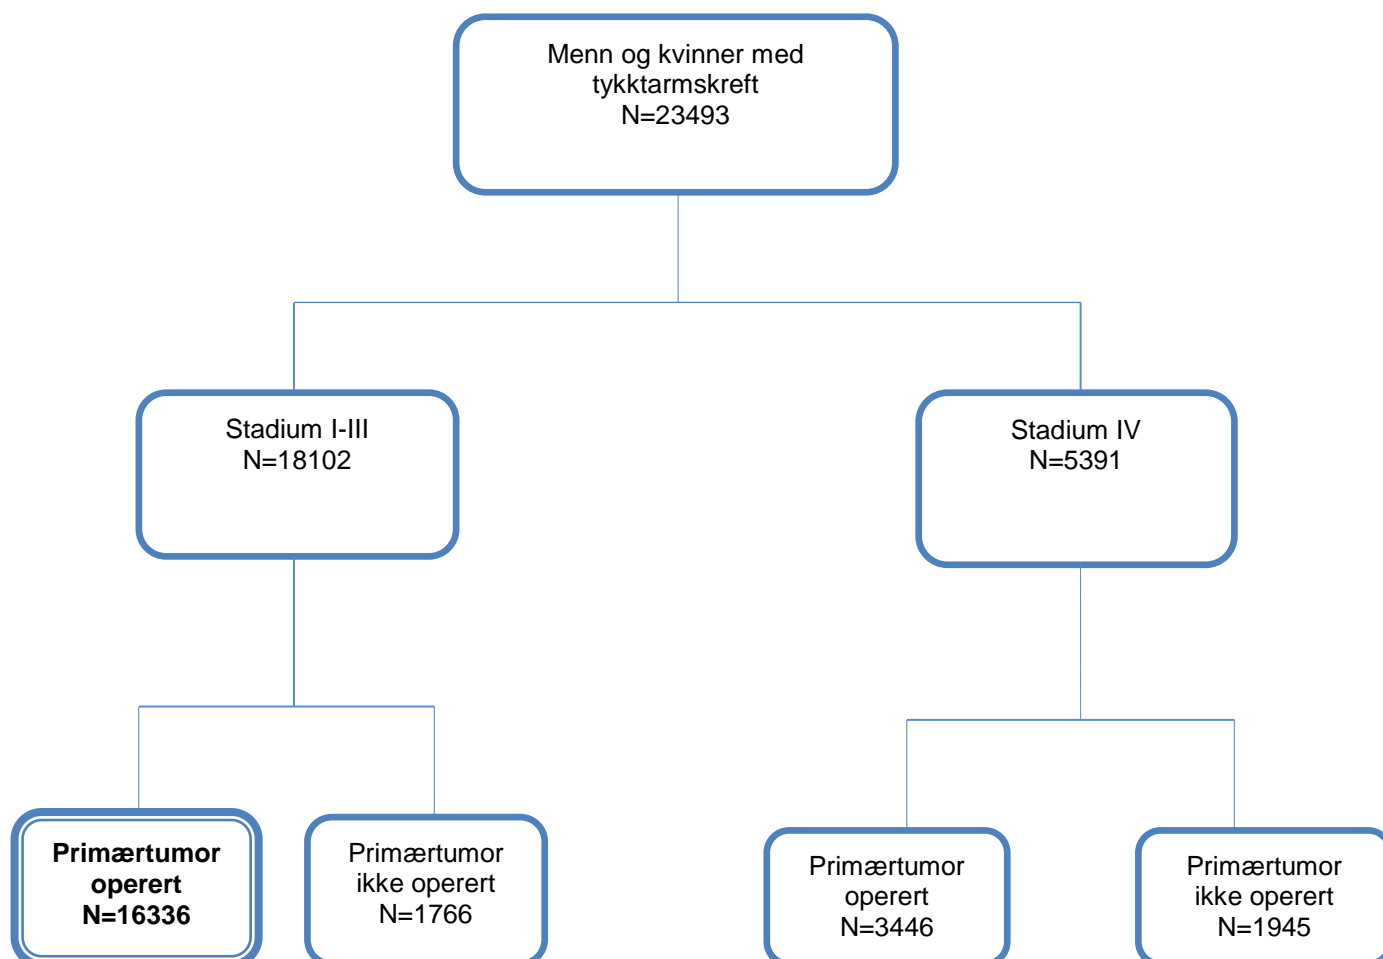 Menn og kvinner med
tykktarmskreft
N=23493
Stadium I-III
N=18102
Stadium IV
N=5391
Primærtumor
operert
N=16336
Primærtumor
ikke operert
N=1766
Primærtumor
operert
N=3446
Primærtumor
ikke operert
N=1945